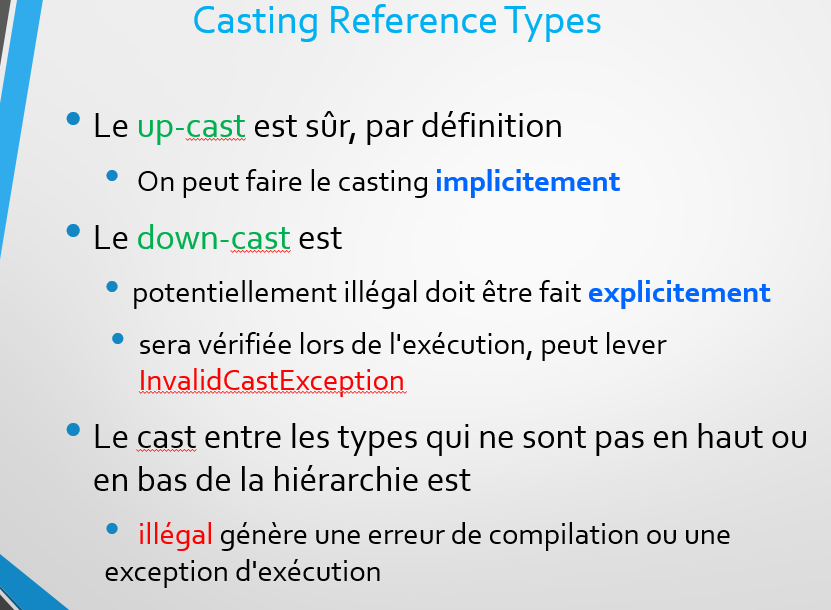 Casting Reference Types
• Le up-cast est sûr, par définition
• On peut faire le casting implicitement
• Le down-cast est
• potentiellement illégal doit être fait explicitement
• sera vérifiée lors de l'exécution, peut lever
InvalidCastException
• Le cast entre les types qui ne sont pas en haut ou
en bas de la hiérarchie est
• illégal génère une erreur de compilation ou une
exception d'exécution